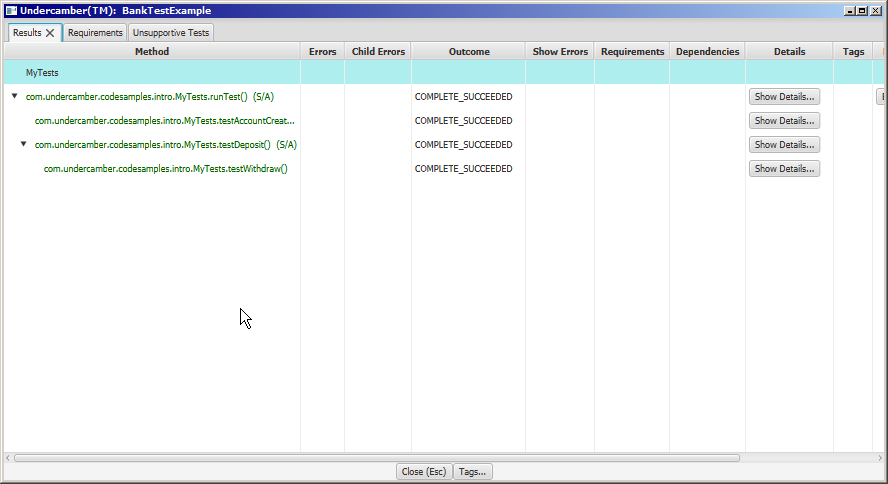 Undercamber(TM):  BankTestExample
Results Requirements Unsupportive Tests
Method Errors Child Errors Outcome Show Errors Requirements Dependencies Details Tags
MyTests
com.undercamber.codesamples.intro.MyTests.runTest()  (S/A) COMPLETE_SUCCEEDED Show Details...
com.undercamber.codesamples.intro.MyTests.testAccountCreat... COMPLETE_SUCCEEDED Show Details...
com.undercamber.codesamples.intro.MyTests.testDeposit()  (S/A) COMPLETE_SUCCEEDED Show Details...
com.undercamber.codesamples.intro.MyTests.testWithdraw() COMPLETE_SUCCEEDED Show Details...
Close (Esc) Tags...